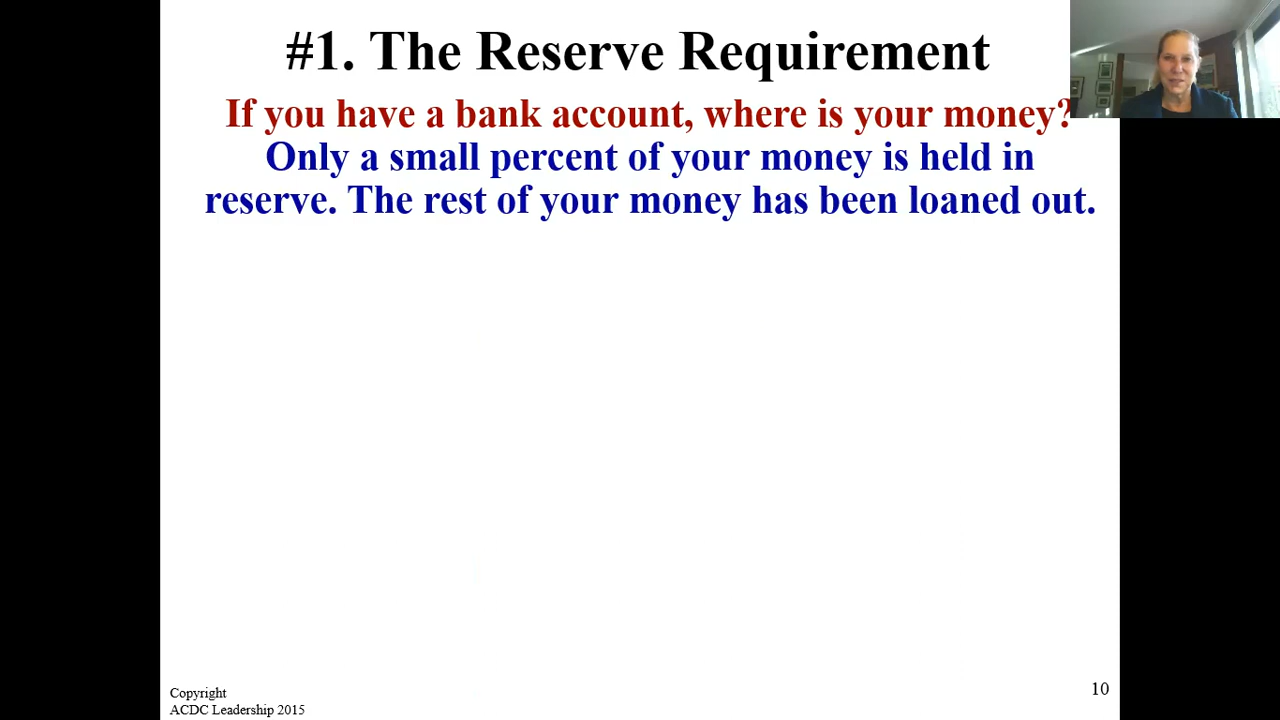 #1. The Reserve Requirement
If you have a bank account, where is your money?
Only a small percent of your money is held in
reserve. The rest of your money has been loaned out.
Copyright
ACDC Leadership 2015
10